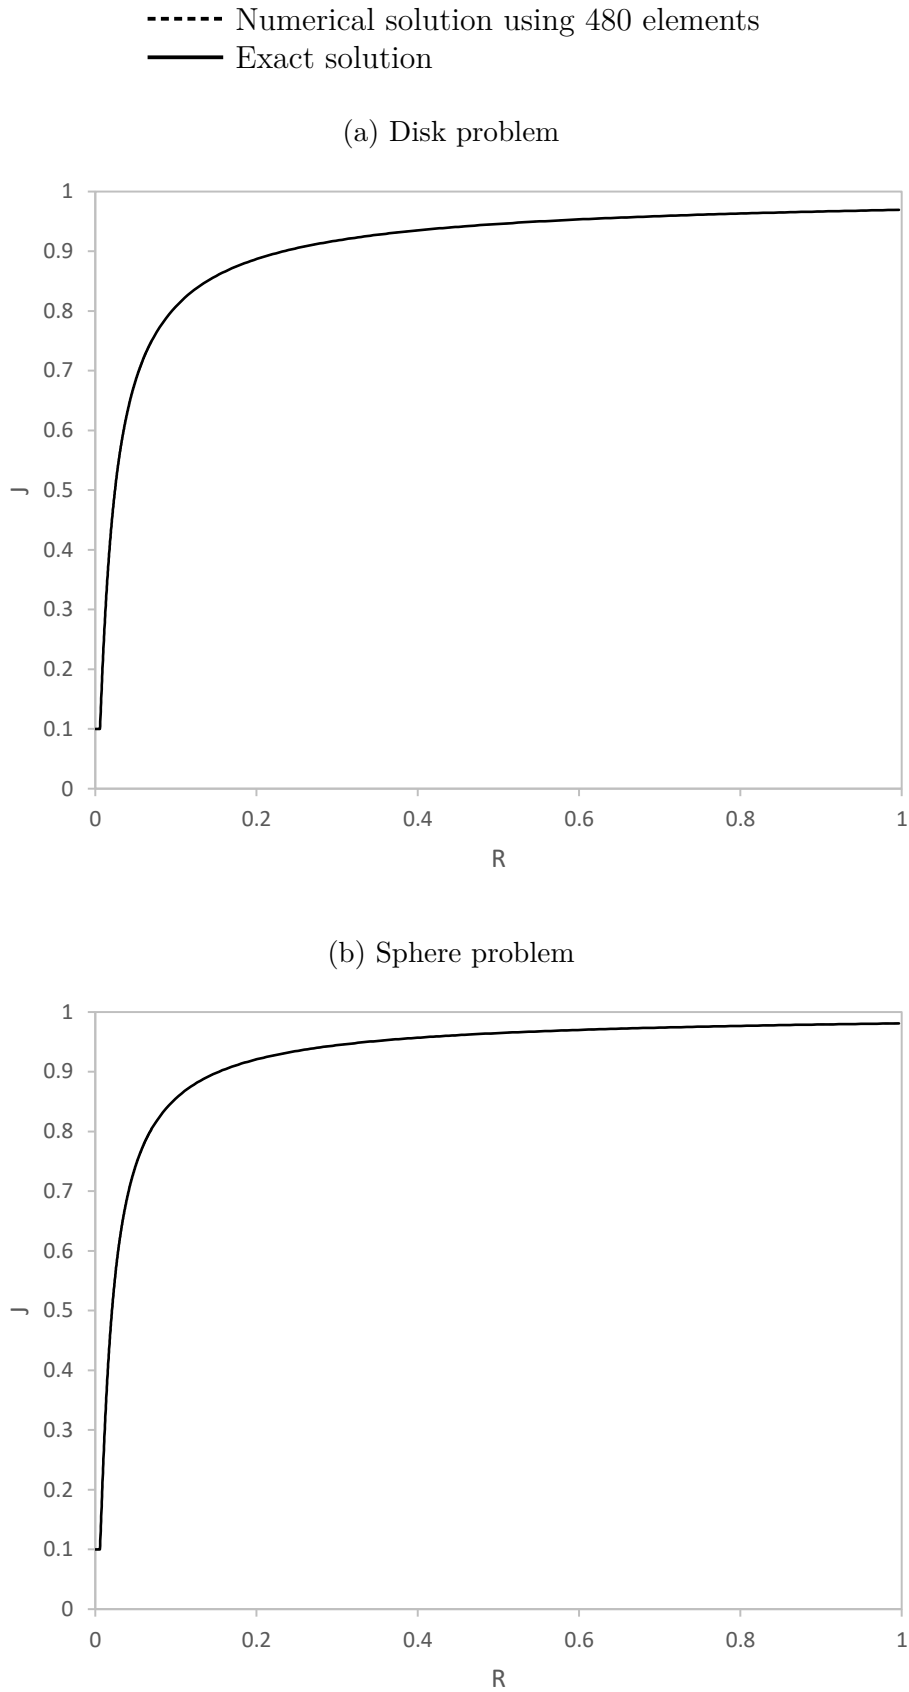 Numerical solution using 480 elements
Exact solution
(a) Disk problem
1
0.9
0.8
0.7
0.6
0.5
J
0.4
0.3
0.2
0.1
0
0 0.2 0.4 0.6 0.8 1
R
(b) Sphere problem
1
0.9
0.8
0.7
0.6
0.5
J
0.4
0.3
0.2
0.1
0
0 0.2 0.4 0.6 0.8 1
R